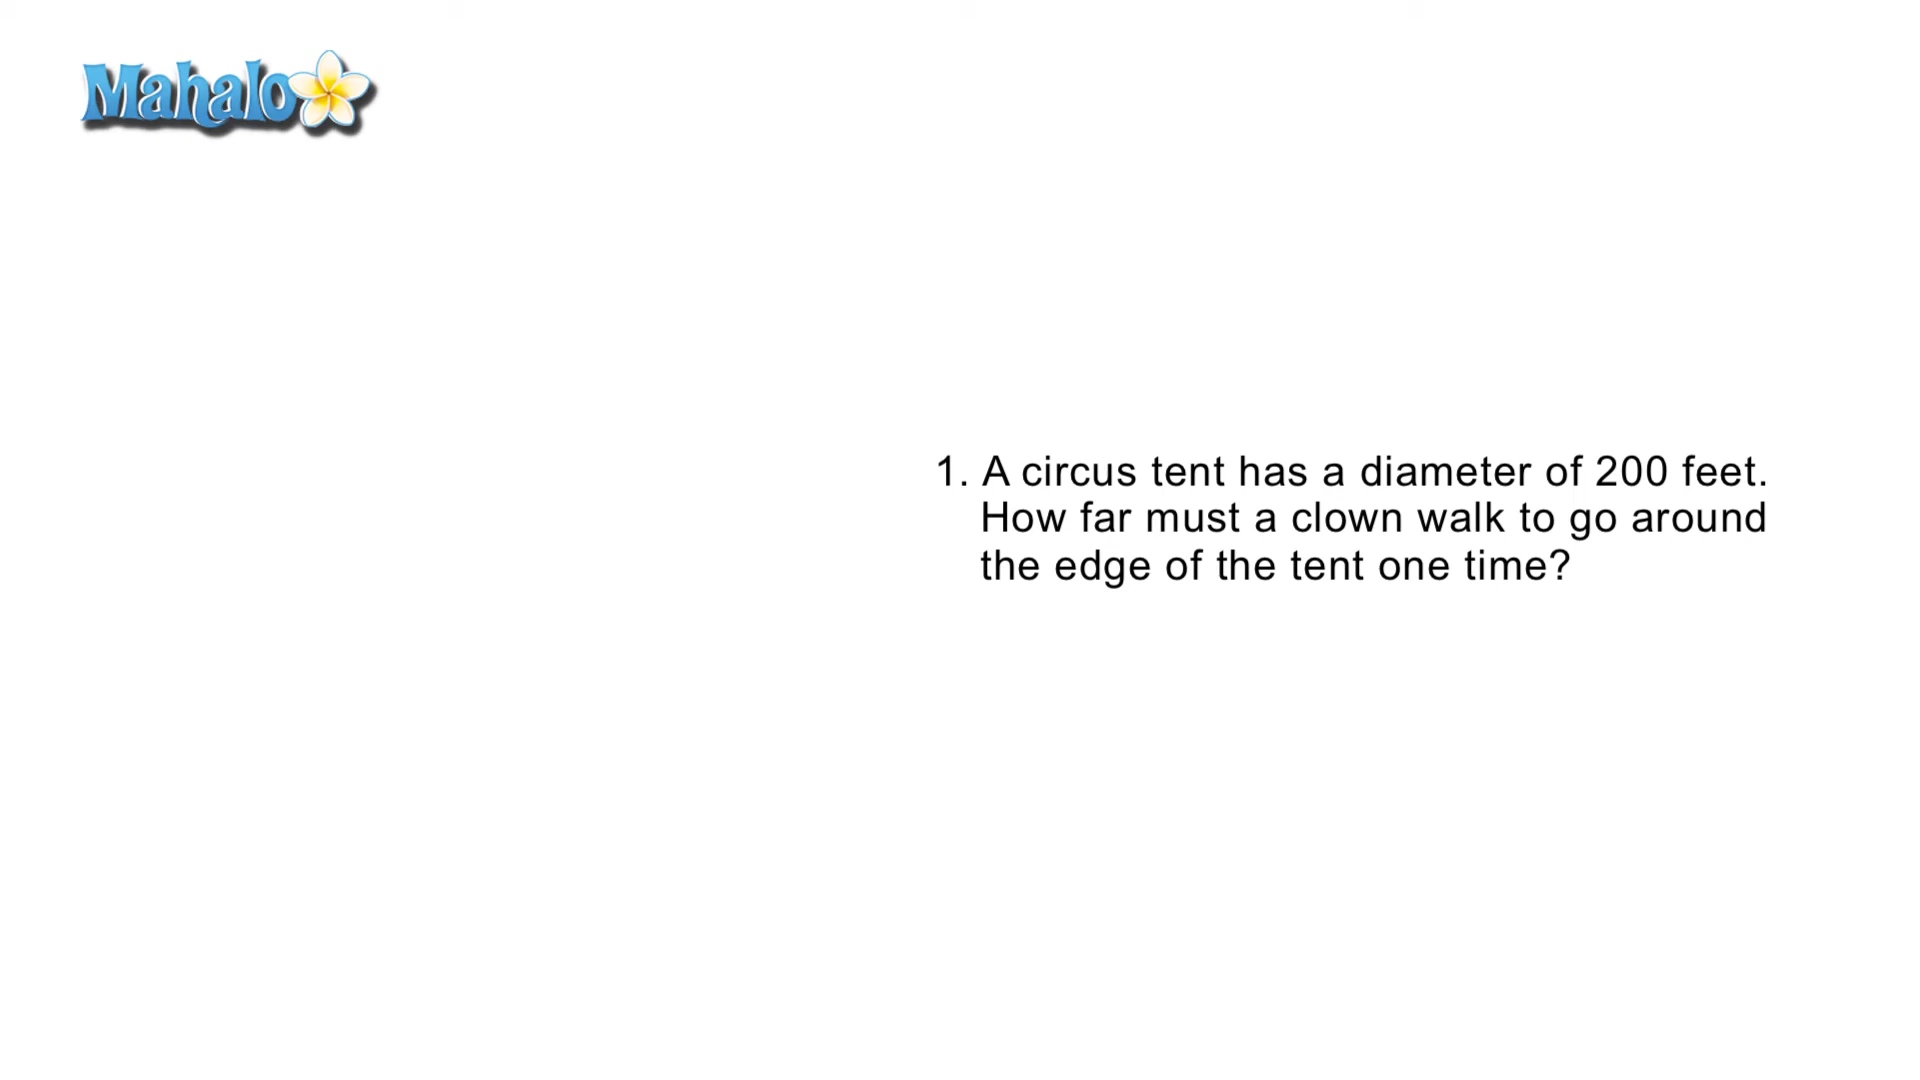 Mahalo
1. A circus tent has a diameter of 200 feet.
How far must a clown walk to go around
the edge of the tent one time?